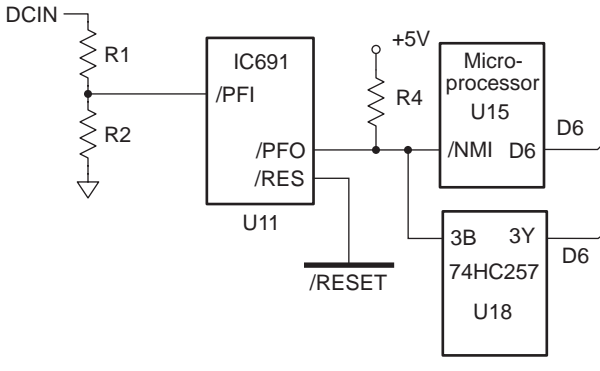 DCIN
R1
R2
IC691
/PFI
/PFO
/RES
U11
/RESET
+5V
R4
Micro-
processor
U15
/NMI D6
D6
3B 3Y
74HC257
U18
D6